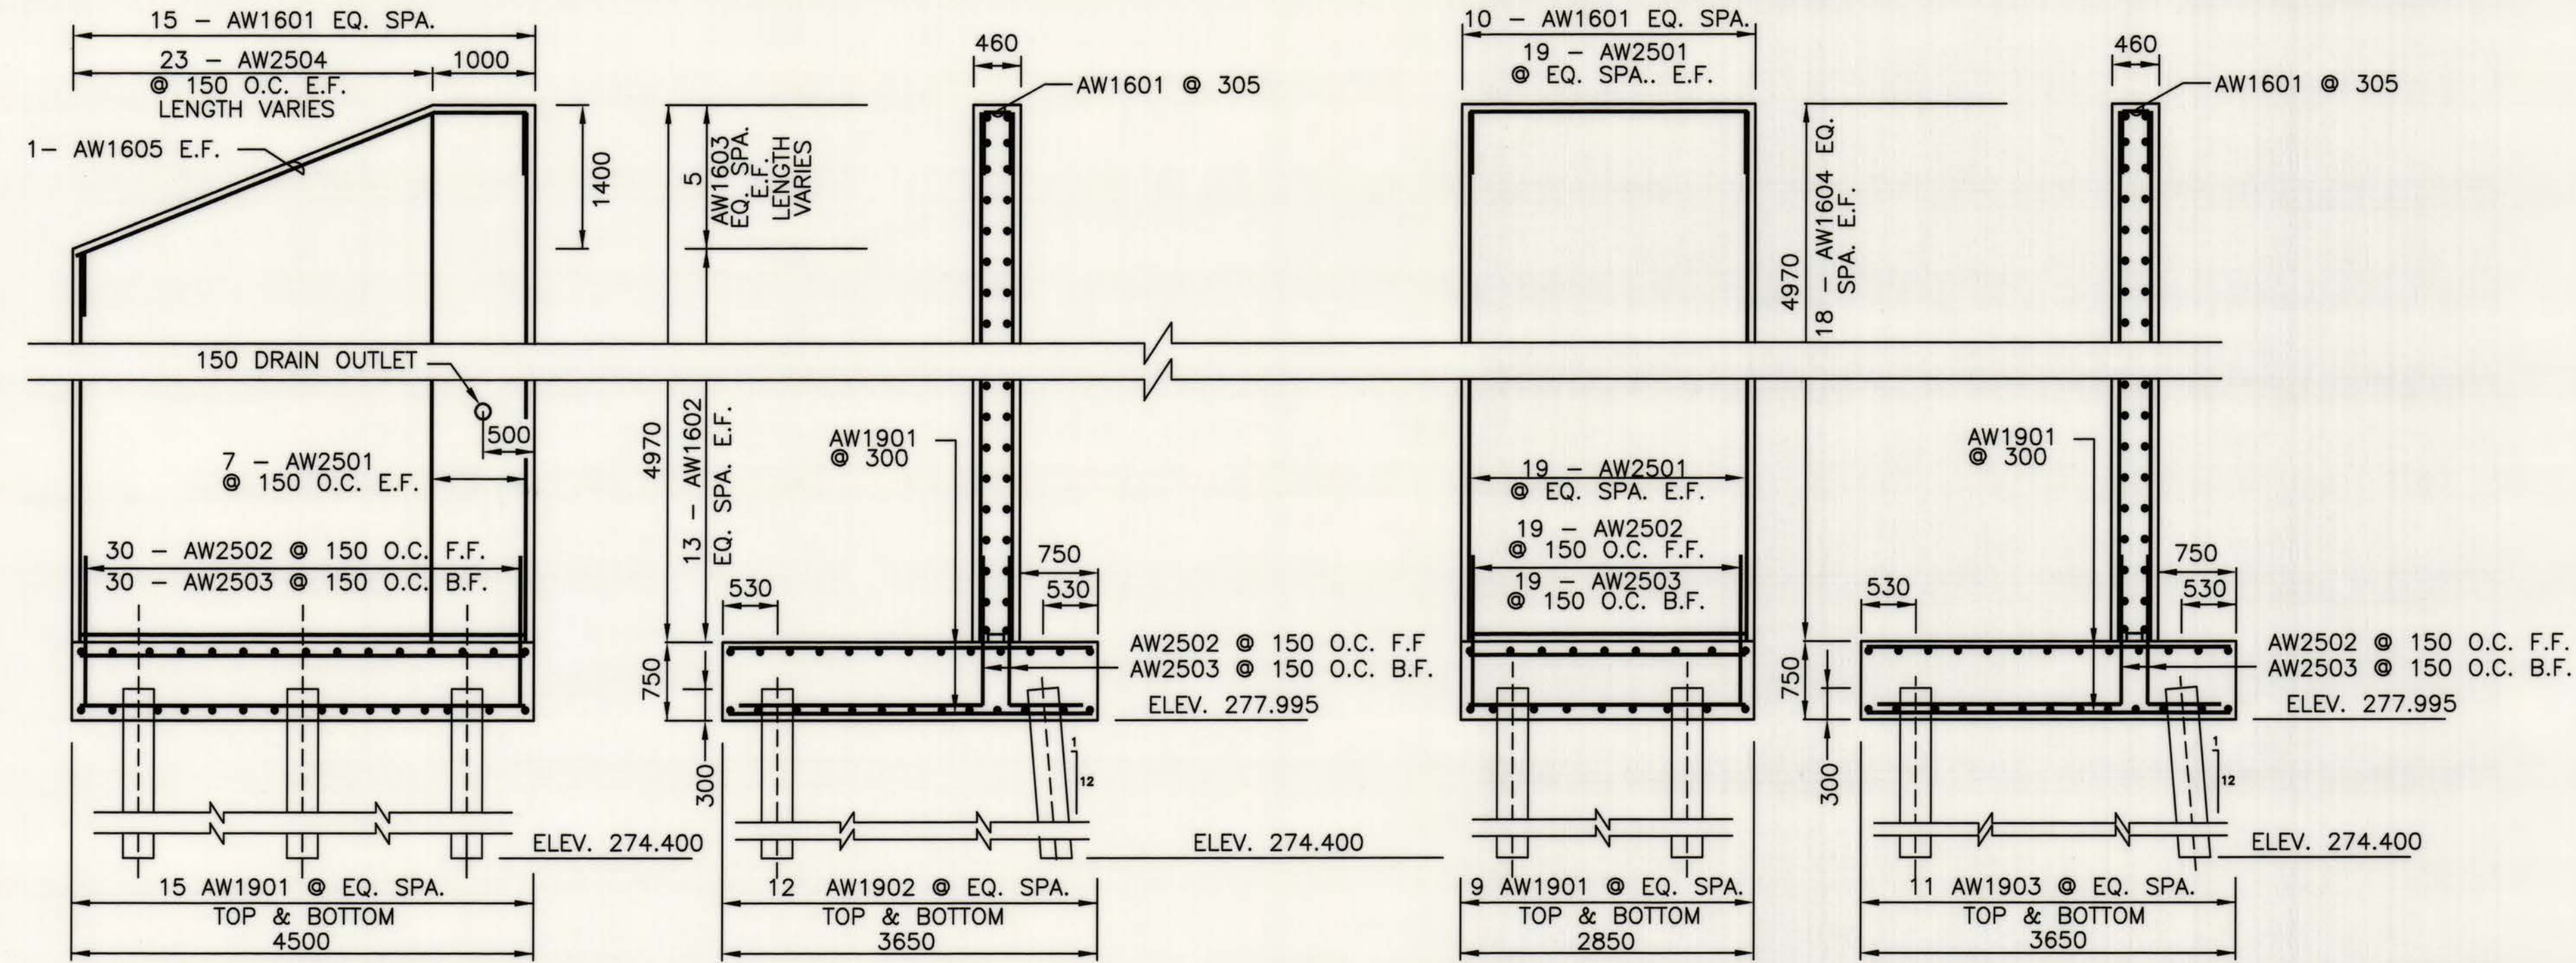 15 – AW1601 EQ. SPA.
23 – AW2504
@ 150 O.C. E.F.
LENGTH VARIES
1000
1– AW1605 E.F.
1400
150 DRAIN OUTLET
500
7 – AW2501
@ 150 O.C. E.F.
30 – AW2502 @ 150 O.C. F.F.
30 – AW2503 @ 150 O.C. B.F.
ELEV. 274.400
15 AW1901 @ EQ. SPA.
TOP & BOTTOM
4500
460
AW1601 @ 305
5
AW1603
EQ. SPA.
E.F.
LENGTH
VARIES
4970
13 – AW1602
EQ. SPA. E.F.
AW1901
@ 300
750
530
530
AW2502 @ 150 O.C. F.F
AW2503 @ 150 O.C. B.F.
750
ELEV. 277.995
300
1
12
ELEV. 274.400
12 AW1902 @ EQ. SPA.
TOP & BOTTOM
3650
10 – AW1601 EQ. SPA.
19 – AW2501
@ EQ. SPA.. E.F.
4970
18 – AW1604 EQ.
SPA. E.F.
19 – AW2501
@ EQ. SPA. E.F.
19 – AW2502
@ 150 O.C. F.F.
19 – AW2503
@ 150 O.C. B.F.
9 AW1901 @ EQ. SPA.
TOP & BOTTOM
2850
460
AW1601 @ 305
AW1901
@ 300
750
530
530
AW2502 @ 150 O.C. F.F.
AW2503 @ 150 O.C. B.F.
750
ELEV. 277.995
300
1
12
ELEV. 274.400
11 AW1903 @ EQ. SPA.
TOP & BOTTOM
3650